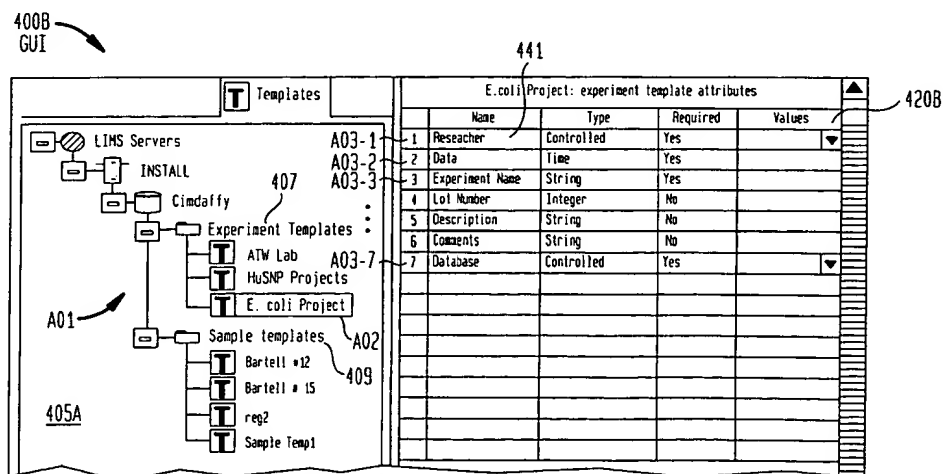 400B
GUI
441
T Templates
E.coli Project: experiment template attributes
420B
Name Type Required Values
LIMS Servers
INSTALL
Cimdaffy
407
Experiment Templates
T ATW Lab
T HuSNP Projects
T E. coli Project
A01
A02
Sample templates
409
T Bartell #12
T Bartell # 15
T reg2
T Sample Temp1
405A
A03-1 1 Reseacher Controlled Yes
A03-2 2 Data Time Yes
A03-3 3 Experiment Name String Yes
4 Lot Number Integer No
5 Description String No
6 Comments String No
A03-7 7 Database Controlled Yes